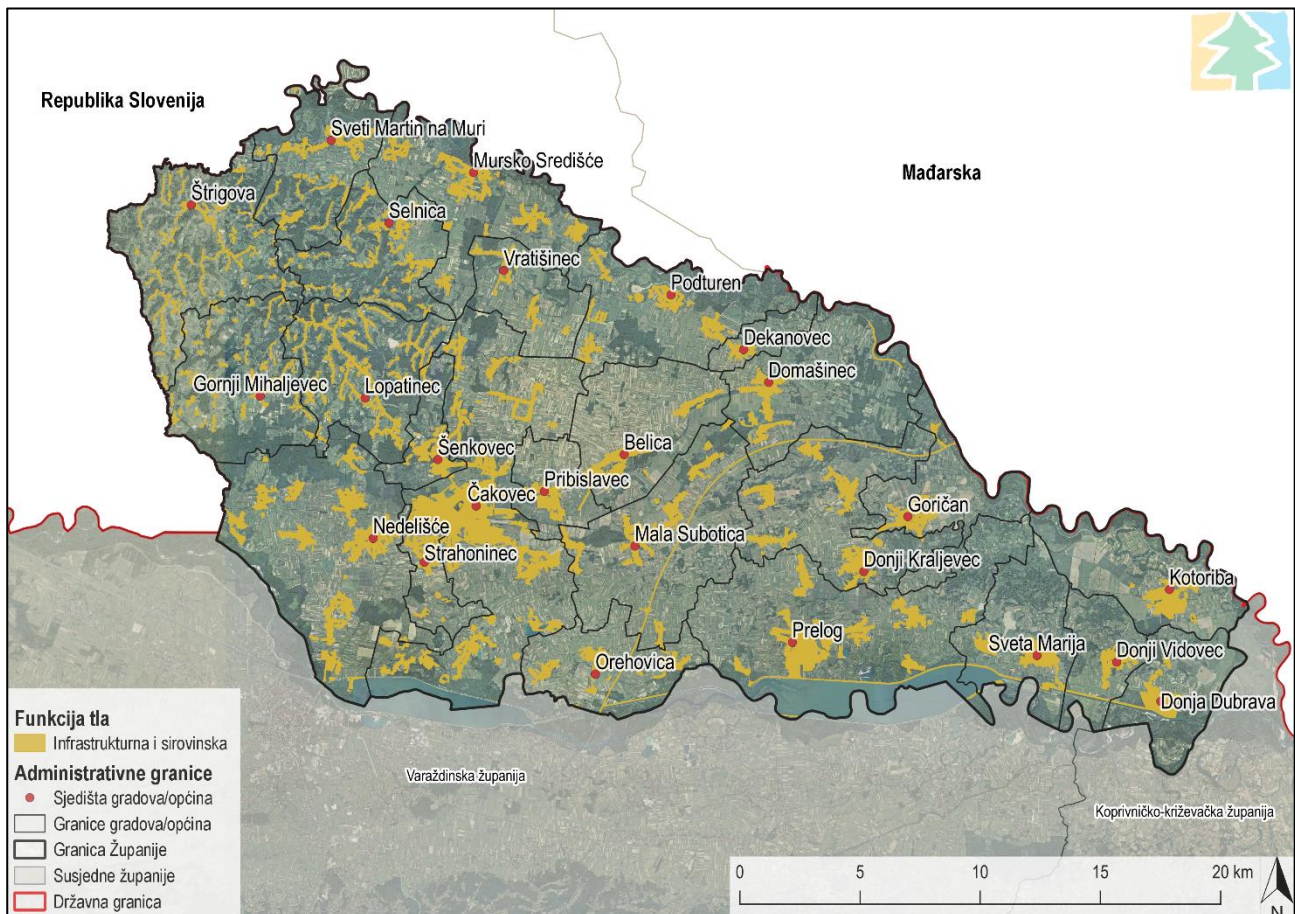 Republika Slovenija
Mađarska
Sveti Martin na Muri
Mursko Središće
Štrigova
Selnica
Vratišinec
Podturen
Dekanovec
Domašinec
Gornji Mihaljevec
Lopatinec
Šenkovec
Belica
Pribislavec
Čakovec
Goričan
Nedelišće
Mala Subotica
Strahoninec
Donji Kraljevec
Kotoriba
Prelog
Sveta Marija
Donji Vidovec
Orehovica
Donja Dubrava
Varaždinska županija
Koprivničko-križevačka županija
Funkcija tla
Infrastrukturna i sirovinska
Administrativne granice
Sjedišta gradova/općina
Granice gradova/općina
Granica Županije
Susjedne županije
Državna granica
0 5 10 15 20 km
N